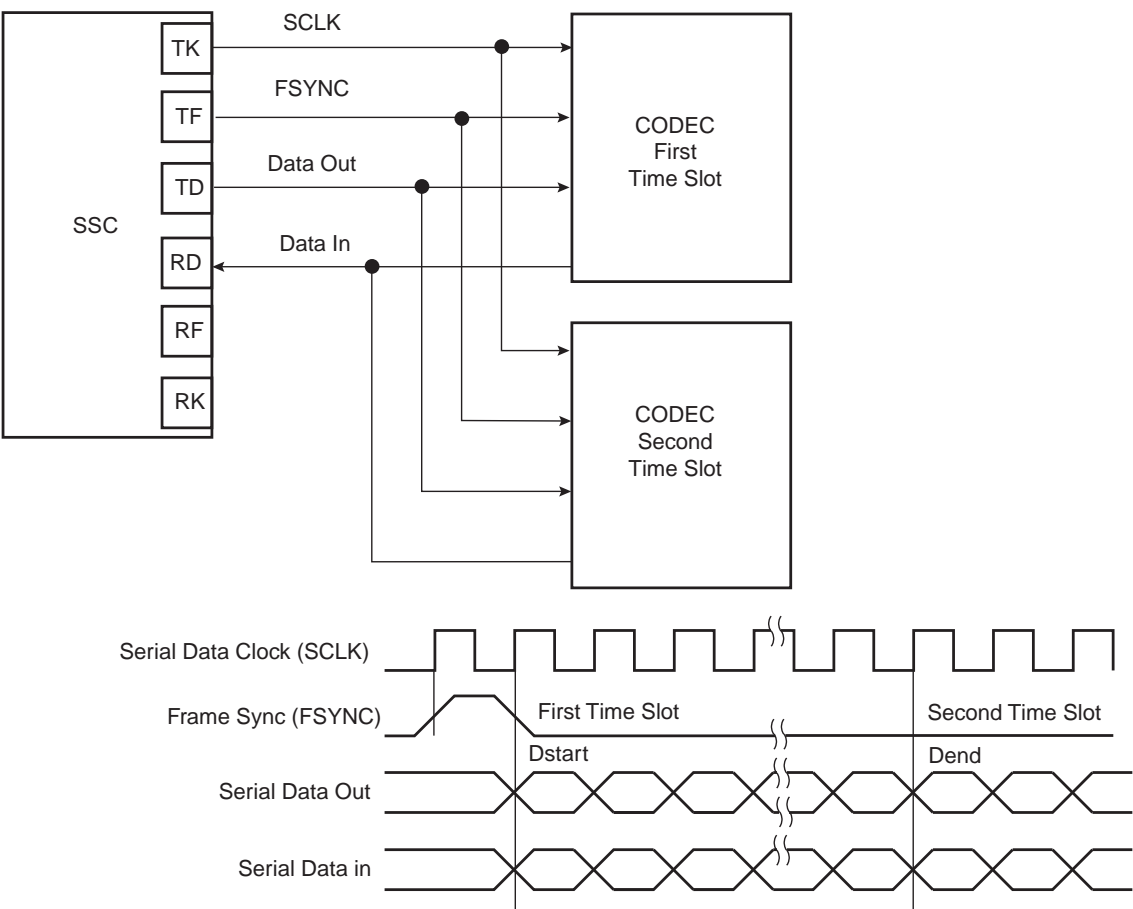 SCLK
TK
FSYNC
TF
CODEC
First
Time Slot
Data Out
TD
SSC
Data In
RD
RF
RK
CODEC
Second
Time Slot
Serial Data Clock (SCLK)
Frame Sync (FSYNC)
First Time Slot
Second Time Slot
Dstart
Dend
Serial Data Out
Serial Data in